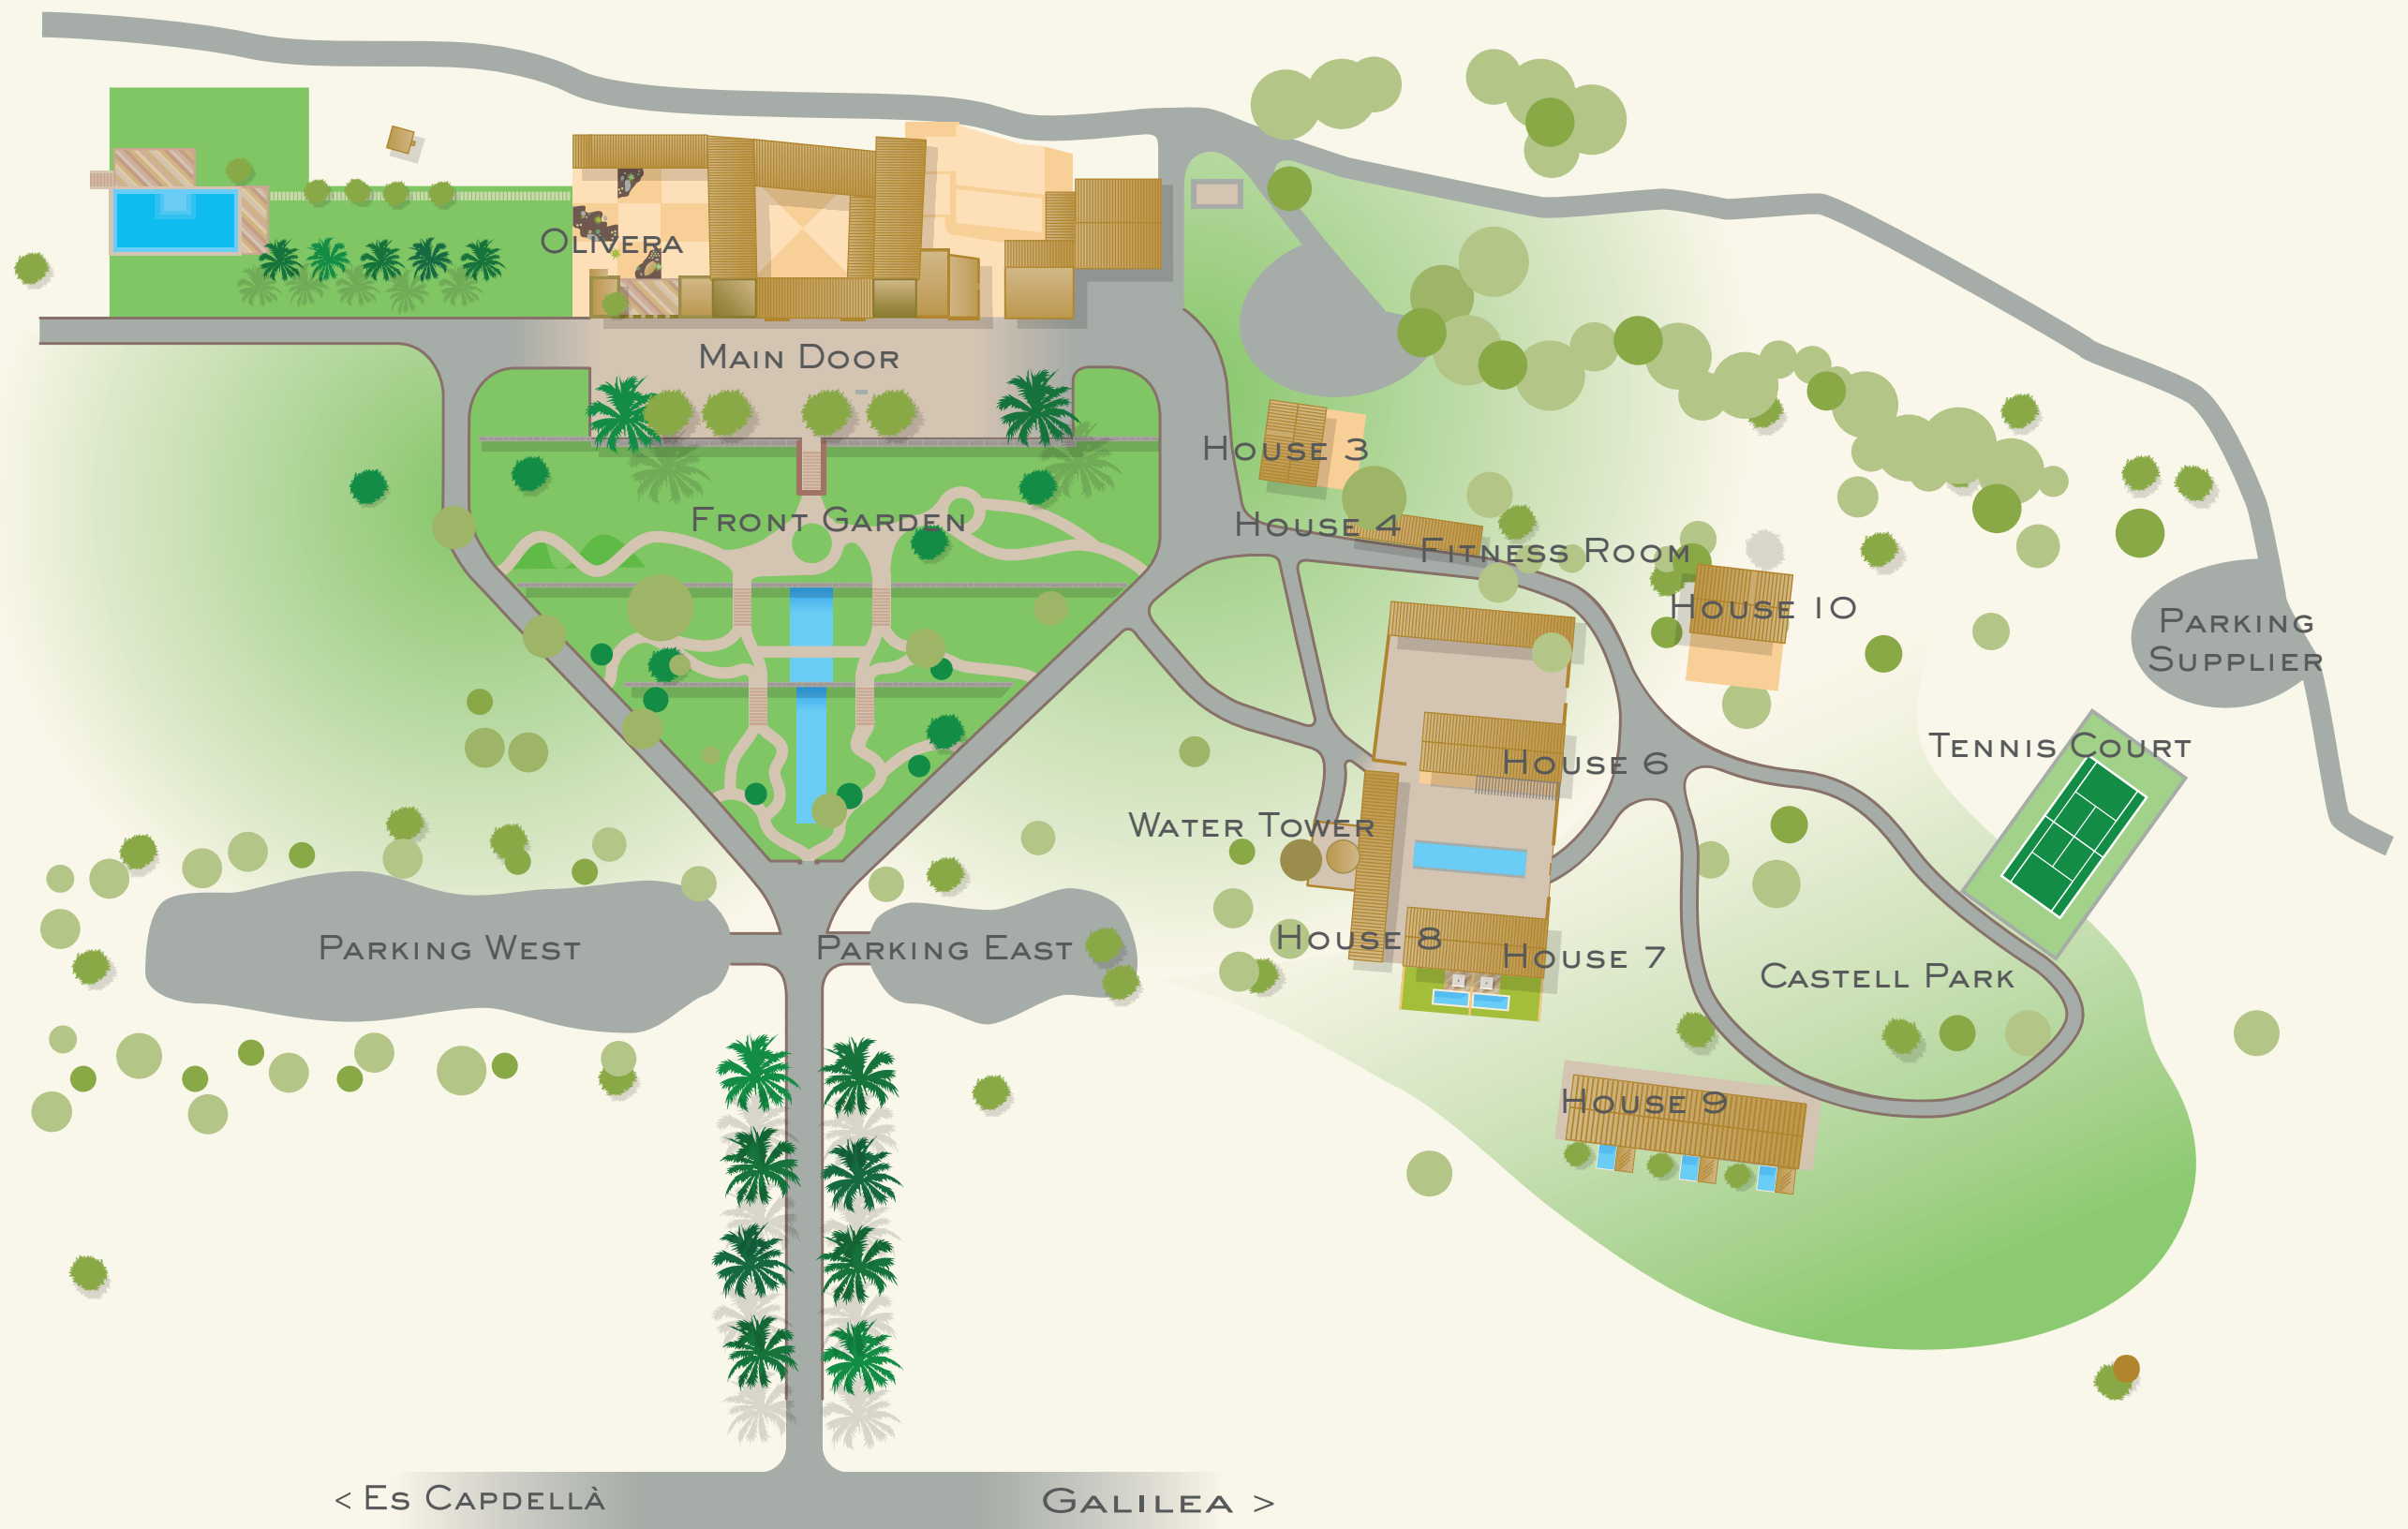 Olivera
Main Door
House 3
Front Garden
House 4
Fitness Room
House 10
Parking
Supplier
Tennis Court
House 6
Water Tower
Parking West
Parking East
House 8
House 7
Castell Park
House 9
< Es Capdellà
Galilea >